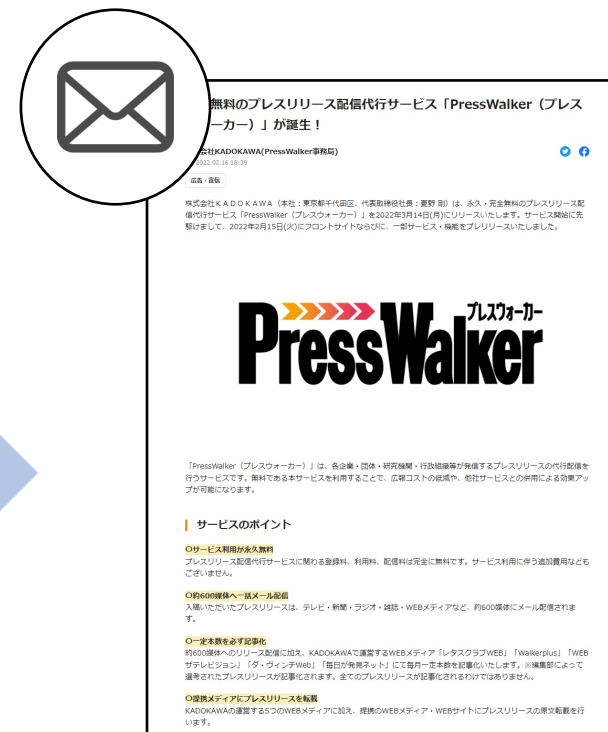 無料のプレスリリース配信代行サービス「PressWalker（プレス
ーカー）」が誕生！
会社KADOKAWA(PressWalker事務局)
2022.02.16 18:39
広告・宣伝
株式会社ＫＡＤＯＫＡＷＡ（本社：東京都千代田区、代表取締役社長：夏野 剛）は、永久・完全無料のプレスリリース配
信代行サービス「PressWalker（プレスウォーカー）」を2022年3月14日(月)にリリースいたします。サービス開始に先
駆けまして、2022年2月15日(火)にフロントサイトならびに、一部サービス・機能をプレリリースいたしました。
プレスウォーカー
PressWalker
「PressWalker（プレスウォーカー）」は、各企業・団体・研究機関・行政組織等が発信するプレスリリースの代行配信を
行うサービスです。無料である本サービスを利用することで、広報コストの低減や、他社サービスとの併用による効果アッ
プが可能になります。
サービスのポイント
〇サービス利用が永久無料
プレスリリース配信代行サービスに関わる登録料、利用料、配信料は完全に無料です。サービス利用に伴う追加費用なども
ございません。
〇約600媒体へ一括メール配信
入稿いただいたプレスリリースは、テレビ・新聞・ラジオ・雑誌・WEBメディアなど、約600媒体にメール配信されま
す。
〇一定本数を必ず記事化
約600媒体へのリリース配信に加え、KADOKAWAで運営するWEBメディア「レタスクラブWEB」「Walkerplus」「WEB
ザテレビジョン」「ダ・ヴィンチWeb」「毎日が発見ネット」にて毎月一定本数を記事化いたします。※編集部によって
選考されたプレスリリースが記事化されます。全てのプレスリリースが記事化されるわけではありません。
〇提携メディアにプレスリリースを転載
KADOKAWAの運営する5つのWEBメディアに加え、提携のWEBメディア・WEBサイトにプレスリリースの原文転載を行
います。